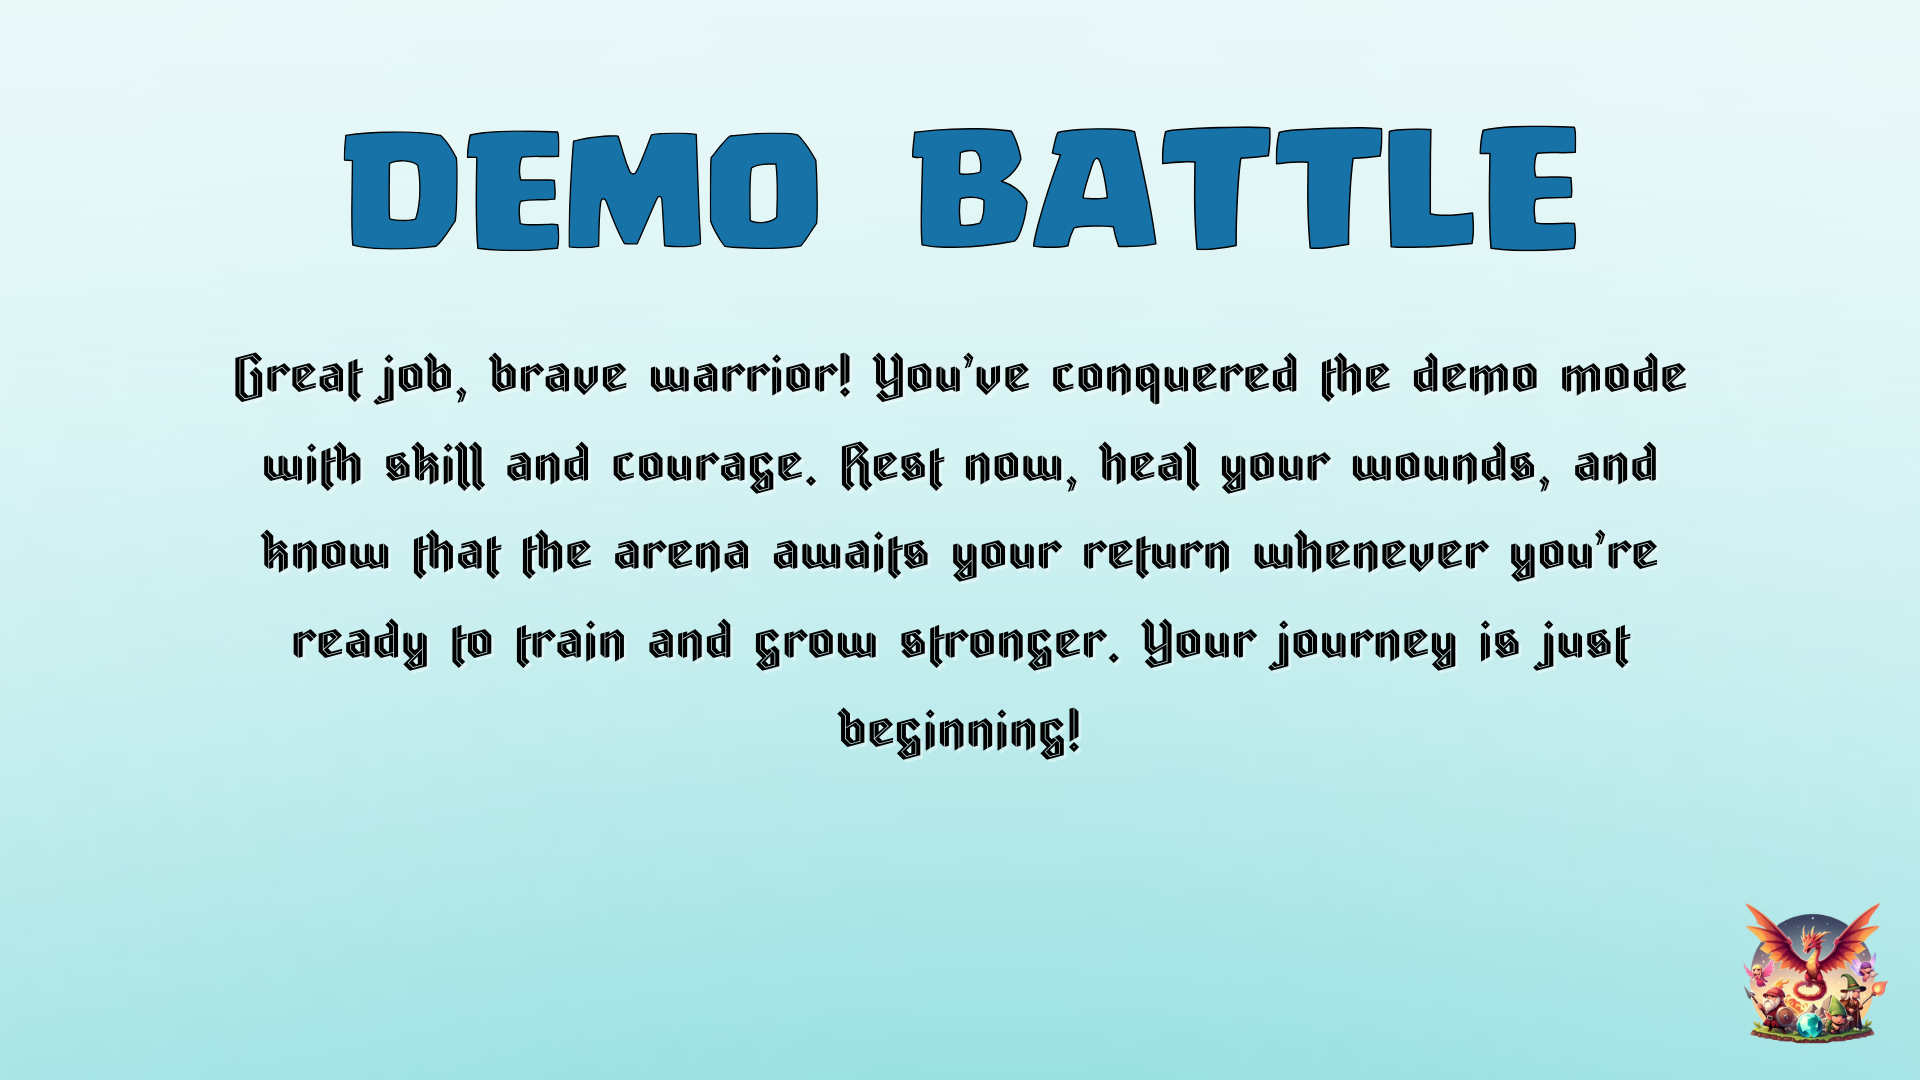 DEMO BATTLE
Great job, brave warrior! You've conquered the demo mode
with skill and courage. Rest now, heal your wounds, and
know that the arena awaits your return whenever you're
ready to train and grow stronger. Your journey is just
beginning!